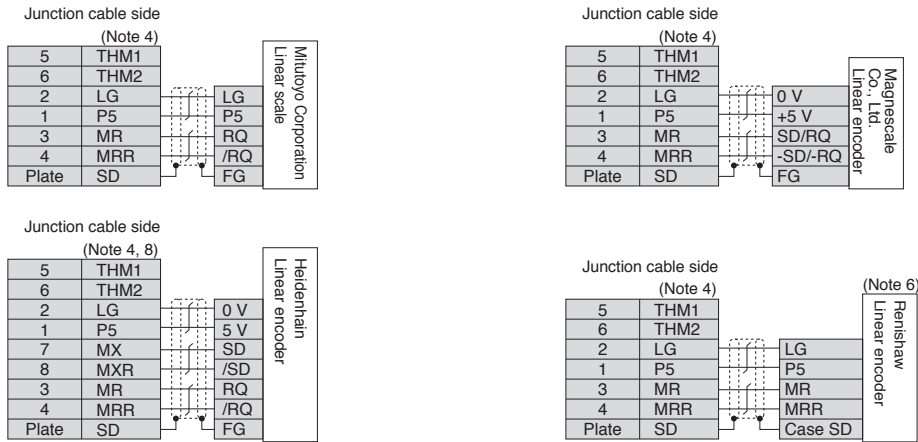 Junction cable side
(Note 4)
5 THM1
6 THM2
2 LG LG
1 P5 P5
3 MR RQ
4 MRR /RQ
Plate SD FG
Mitutoyo Corporation
Linear scale
Junction cable side
(Note 4)
5 THM1
6 THM2
2 LG 0 V
1 P5 +5 V
3 MR SD/RQ
4 MRR -SD/-RQ
Plate SD FG
Magnescale
Co., Ltd.
Linear encoder
Junction cable side
(Note 4, 8)
5 THM1
6 THM2
2 LG 0 V
1 P5 5 V
7 MX SD
8 MXR /SD
3 MR RQ
4 MRR /RQ
Plate SD FG
Heidenhain
Linear encoder
Junction cable side
(Note 4)
(Note 6)
5 THM1
6 THM2
2 LG LG
1 P5 P5
3 MR MR
4 MRR MRR
Plate SD Case SD
Renishaw
Linear encoder